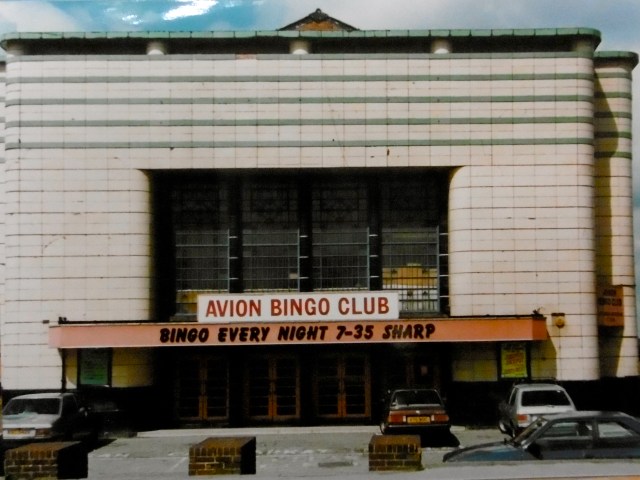 AVION BINGO CLUB
BINGO EVERY NIGHT 7-35 SHARP